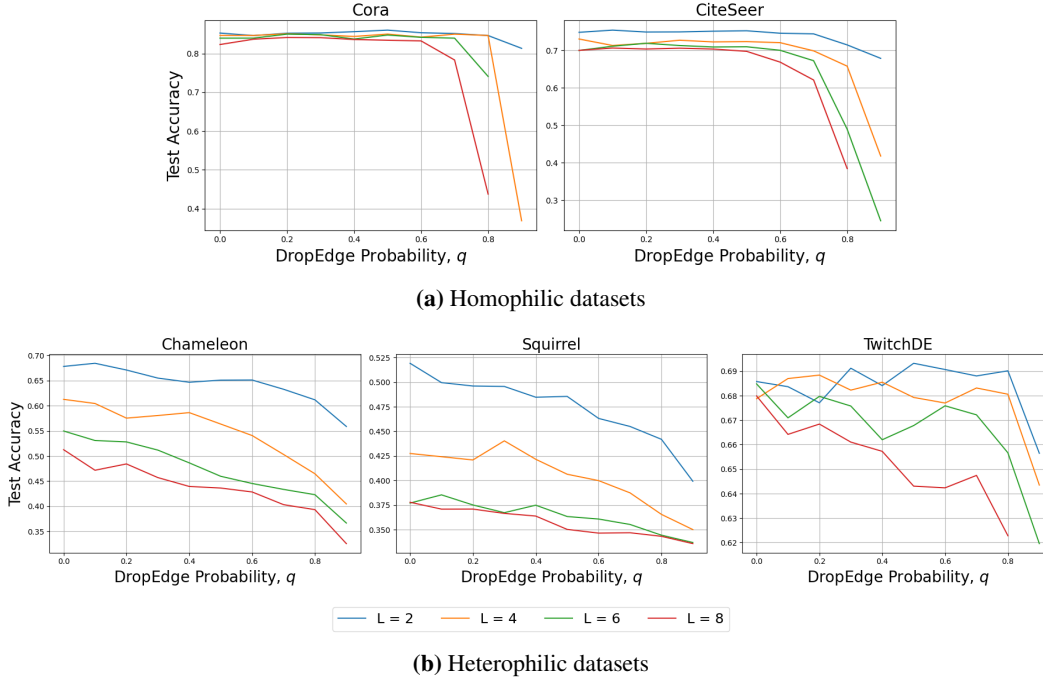 Cora
CiteSeer
Test Accuracy
0.8
0.7
0.6
0.5
0.4
0.7
0.6
0.5
0.4
0.3
0.0 0.2 0.4 0.6 0.8
0.0 0.2 0.4 0.6 0.8
DropEdge Probability, q
DropEdge Probability, q
(a) Homophilic datasets
Chameleon
Squirrel
TwitchDE
Test Accuracy
0.70
0.65
0.60
0.55
0.50
0.45
0.40
0.35
0.525
0.500
0.475
0.450
0.425
0.400
0.375
0.350
0.69
0.68
0.67
0.66
0.65
0.64
0.63
0.62
0.0 0.2 0.4 0.6 0.8
0.0 0.2 0.4 0.6 0.8
0.0 0.2 0.4 0.6 0.8
DropEdge Probability, q
DropEdge Probability, q
DropEdge Probability, q
L = 2 L = 4 L = 6 L = 8
(b) Heterophilic datasets